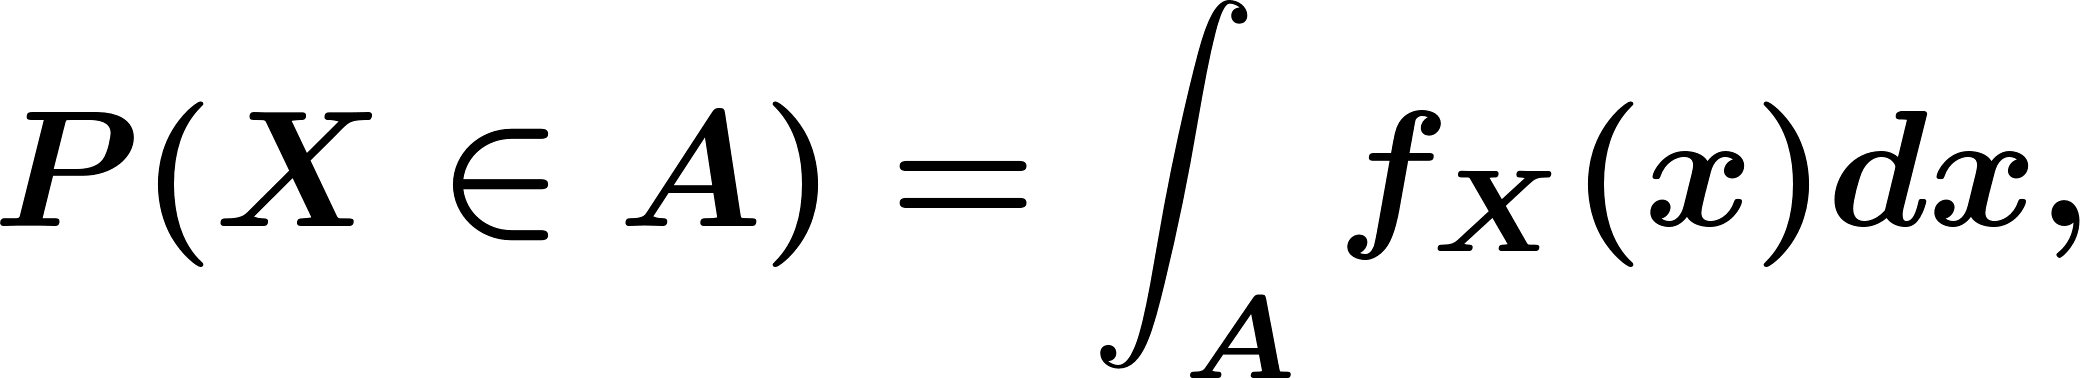 P(X ∈ A) = ∫_A f_X(x)dx,